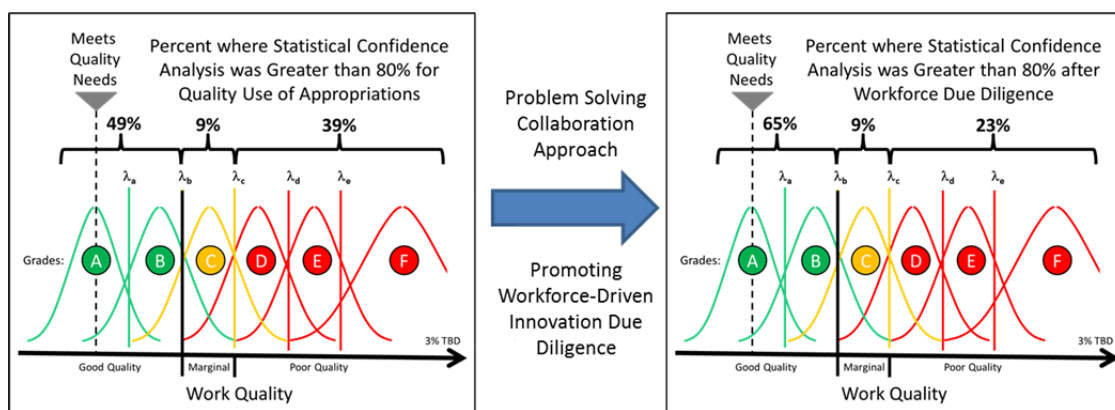 Meets
Quality
Needs
Percent where Statistical Confidence
Analysis was Greater than 80% for
Quality Use of Appropriations
49% 9% 39%
λa λb λc λd λe
Grades: A B C D E F
3% TBD
Good Quality Marginal Poor Quality
Work Quality
Problem Solving
Collaboration
Approach
Promoting
Workforce-Driven
Innovation Due
Diligence
Meets
Quality
Needs
Percent where Statistical Confidence
Analysis was Greater than 80% after
Workforce Due Diligence
65% 9% 23%
λa λb λc λd λe
Grades: A B C D E F
3% TBD
Good Quality Marginal Poor Quality
Work Quality